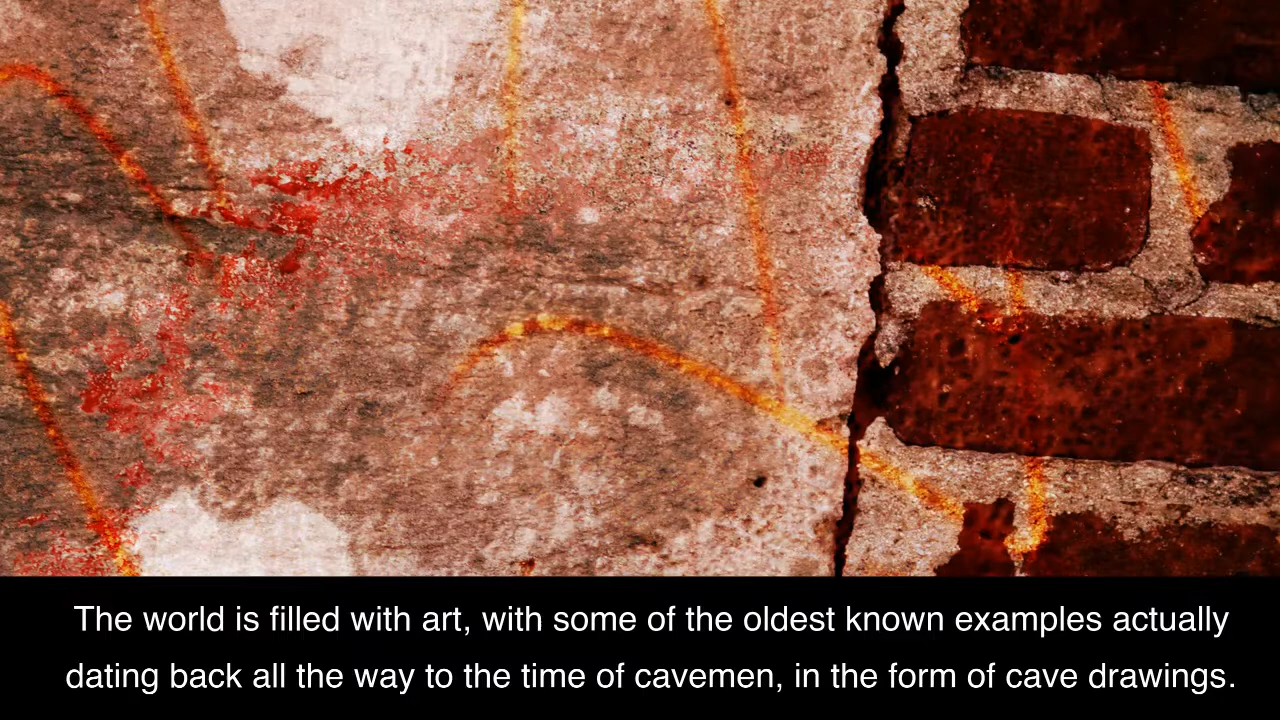 The world is filled with art, with some of the oldest known examples actually
dating back all the way to the time of cavemen, in the form of cave drawings.